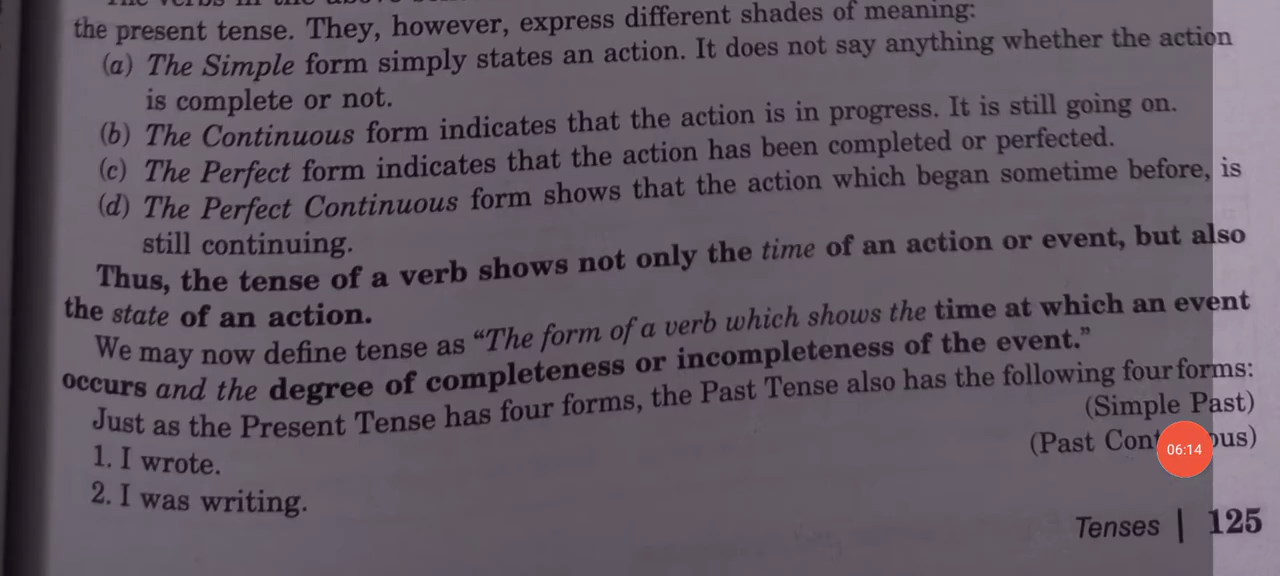 the present tense. They, however, express different shades of meaning:
(a) The Simple form simply states an action. It does not say anything whether the action
is complete or not.
(b) The Continuous form indicates that the action is in progress. It is still going on.
(c) The Perfect form indicates that the action has been completed or perfected.
(d) The Perfect Continuous form shows that the action which began sometime before, is
still continuing.
Thus, the tense of a verb shows not only the time of an action or event, but also
the state of an action.
We may now define tense as “The form of a verb which shows the time at which an event
occurs and the degree of completeness or incompleteness of the event.”
Just as the Present Tense has four forms, the Past Tense also has the following four forms:
1. I wrote. (Simple Past)
2. I was writing. (Past
06:14
Tenses | 125